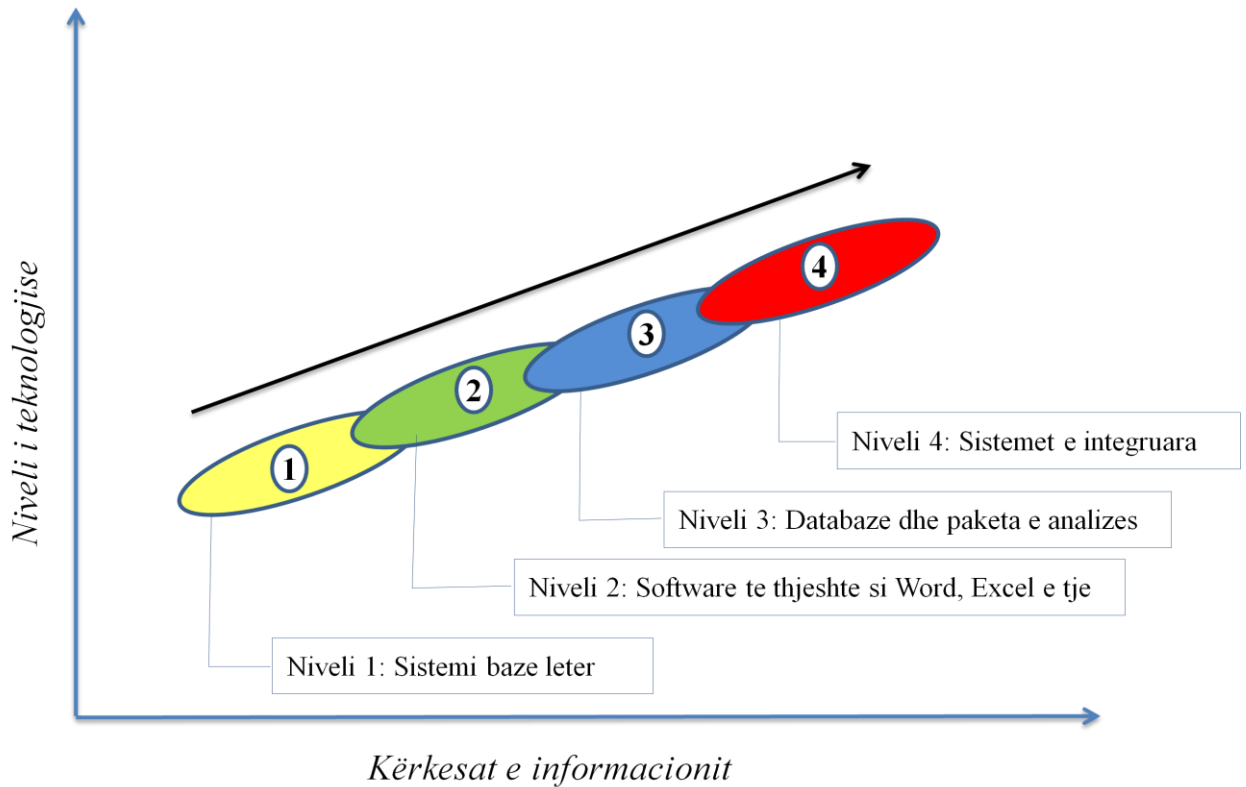 Niveli i teknologjise
1
2
3
4
Niveli 4: Sistemet e integruara
Niveli 3: Databaze dhe paketa e analizes
Niveli 2: Software te thjeshte si Word, Excel e tje
Niveli 1: Sistemi baze leter
Kërkesat e informacionit